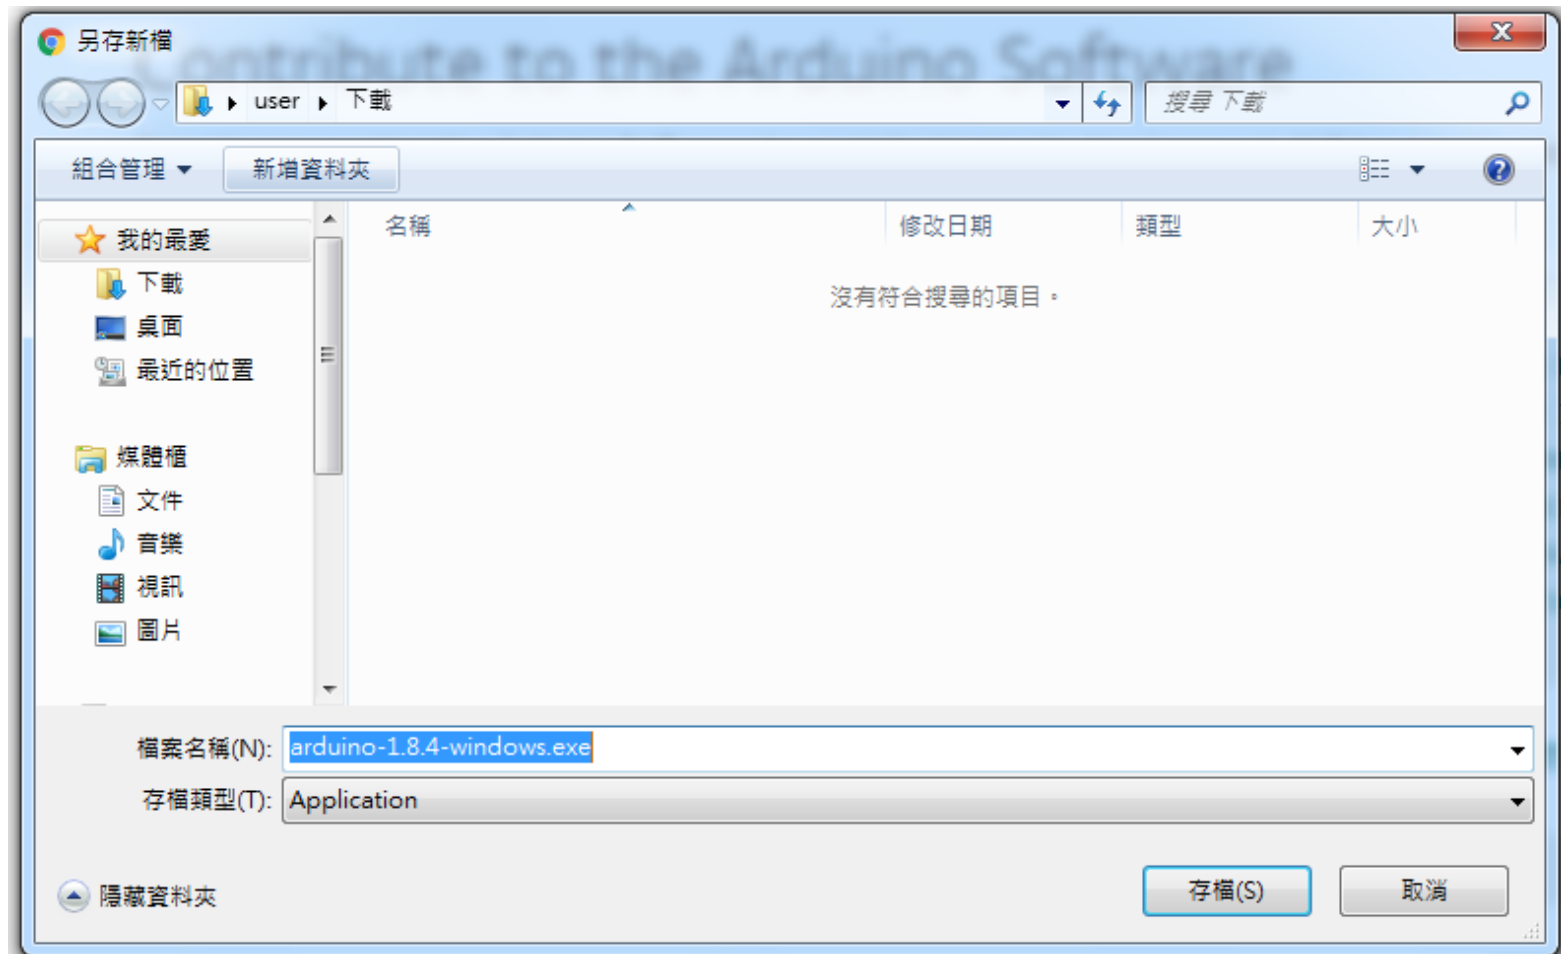 另存新檔
Contribute to the Arduino Software
user 下載
搜尋 下載
組合管理 新增資料夾
名稱 修改日期 類型 大小
沒有符合搜尋的項目。
我的最愛
下載
桌面
最近的位置
媒體櫃
文件
音樂
視訊
圖片
檔案名稱(N): arduino-1.8.4-windows.exe
存檔類型(T): Application
隱藏資料夾
存檔(S) 取消